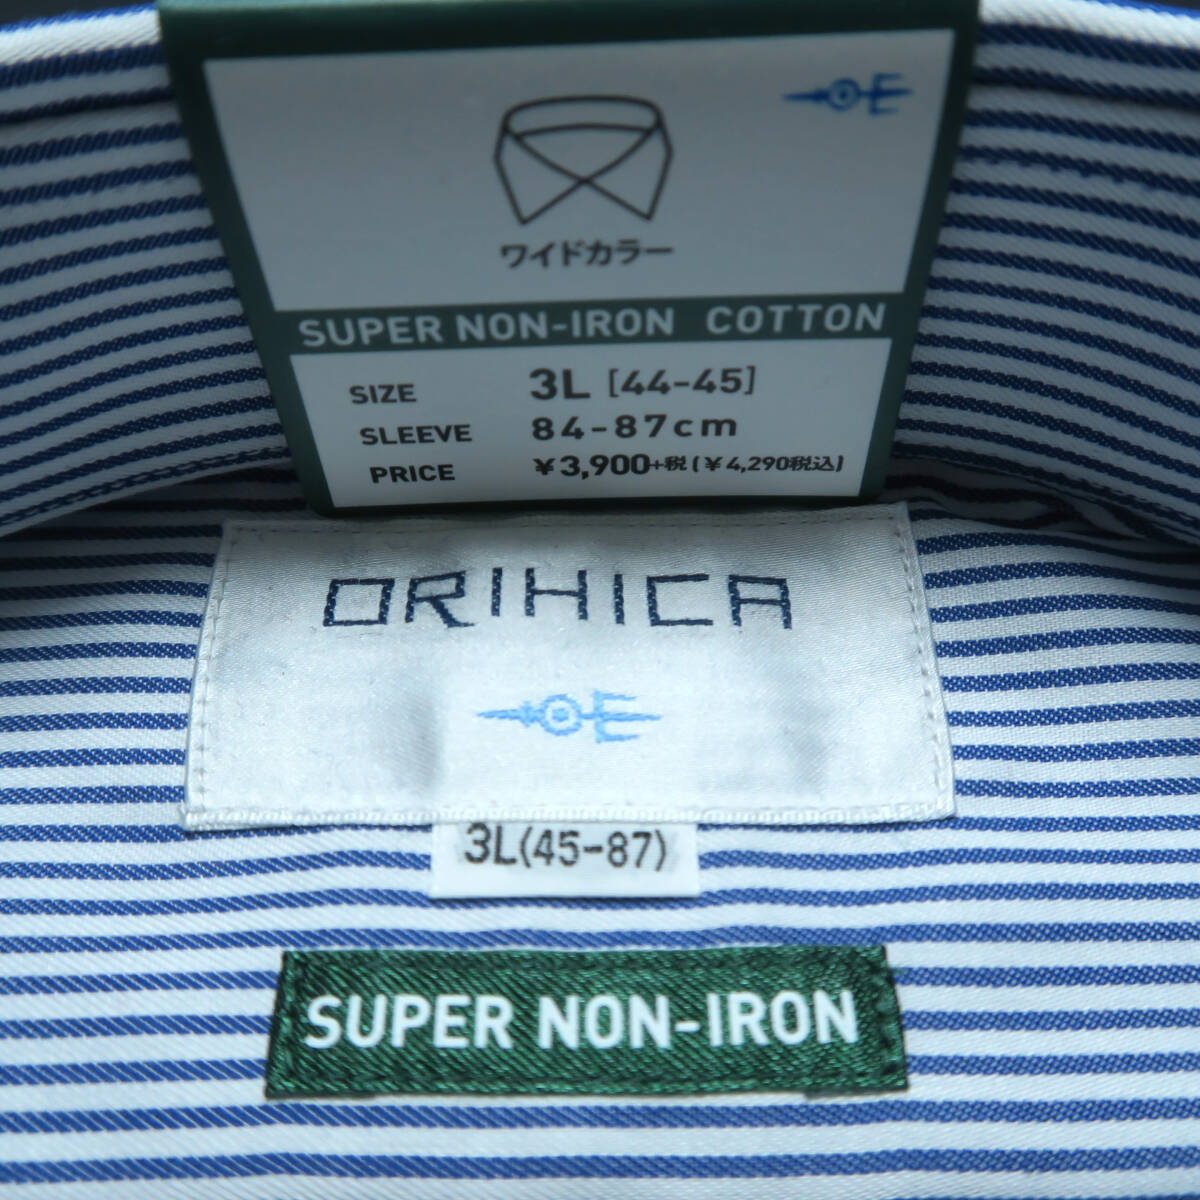 ワイドカラー
SUPER NON-IRON COTTON
SIZE 3L [44-45]
SLEEVE 84-87cm
PRICE ¥3,900+税(¥4,290税込)
ORIHICA
3L(45-87)
SUPER NON-IRON